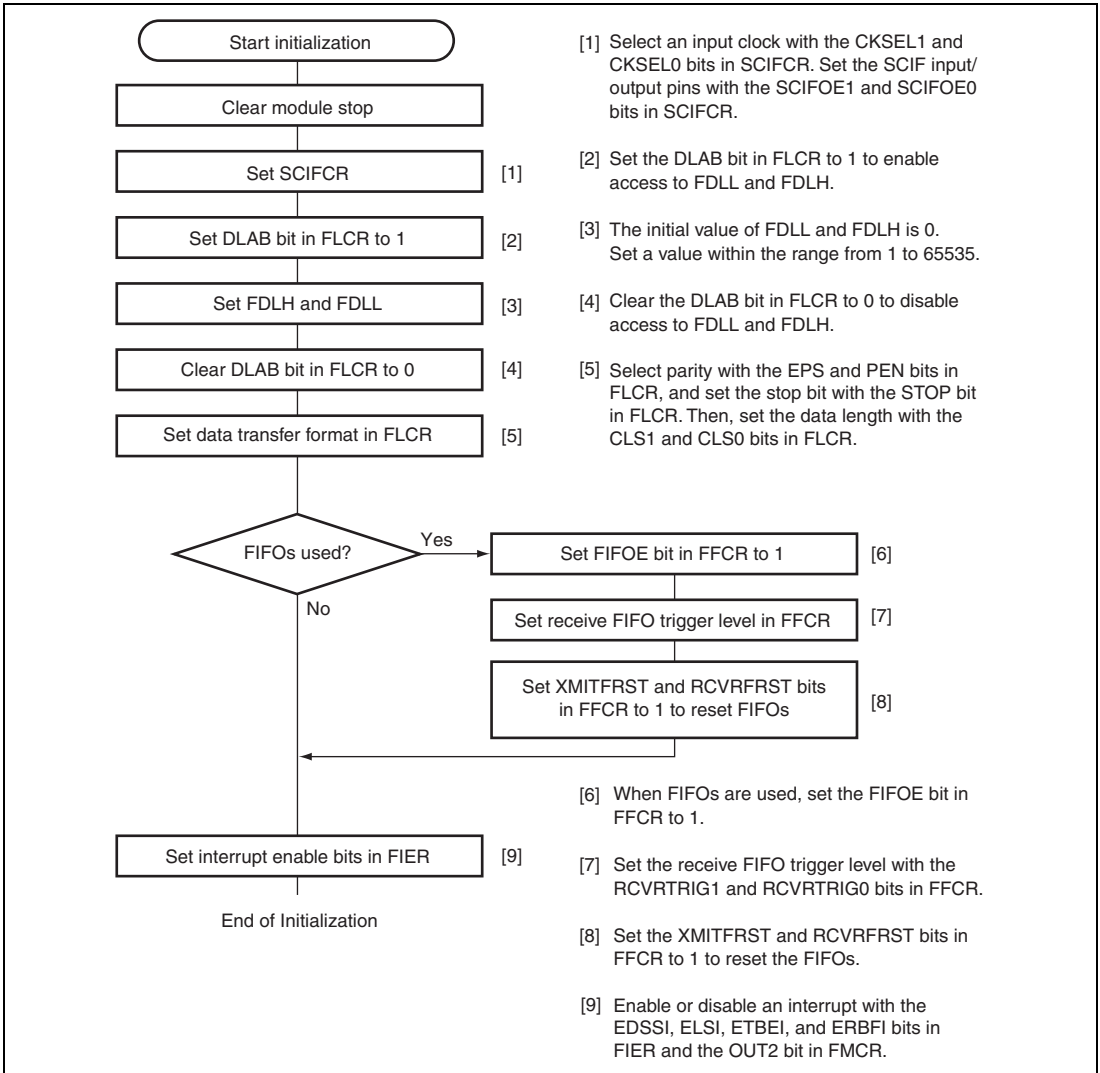 Start initialization
Clear module stop
Set SCIFCR
[1]
Set DLAB bit in FLCR to 1
[2]
Set FDLH and FDLL
[3]
Clear DLAB bit in FLCR to 0
[4]
Set data transfer format in FLCR
[5]
FIFOs used?
Yes
No
Set FIFOE bit in FFCR to 1
[6]
Set receive FIFO trigger level in FFCR
[7]
Set XMITFRST and RCVRFRST bits
in FFCR to 1 to reset FIFOs
[8]
Set interrupt enable bits in FIER
[9]
End of Initialization
[1] Select an input clock with the CKSEL1 and
CKSEL0 bits in SCIFCR. Set the SCIF input/
output pins with the SCIFOE1 and SCIFOE0
bits in SCIFCR.
[2] Set the DLAB bit in FLCR to 1 to enable
access to FDLL and FDLH.
[3] The initial value of FDLL and FDLH is 0.
Set a value within the range from 1 to 65535.
[4] Clear the DLAB bit in FLCR to 0 to disable
access to FDLL and FDLH.
[5] Select parity with the EPS and PEN bits in
FLCR, and set the stop bit with the STOP bit
in FLCR. Then, set the data length with the
CLS1 and CLS0 bits in FLCR.
[6] When FIFOs are used, set the FIFOE bit in
FFCR to 1.
[7] Set the receive FIFO trigger level with the
RCVRTRIG1 and RCVRTRIG0 bits in FFCR.
[8] Set the XMITFRST and RCVRFRST bits in
FFCR to 1 to reset the FIFOs.
[9] Enable or disable an interrupt with the
EDSSI, ELSI, ETBEI, and ERBFI bits in
FIER and the OUT2 bit in FMCR.